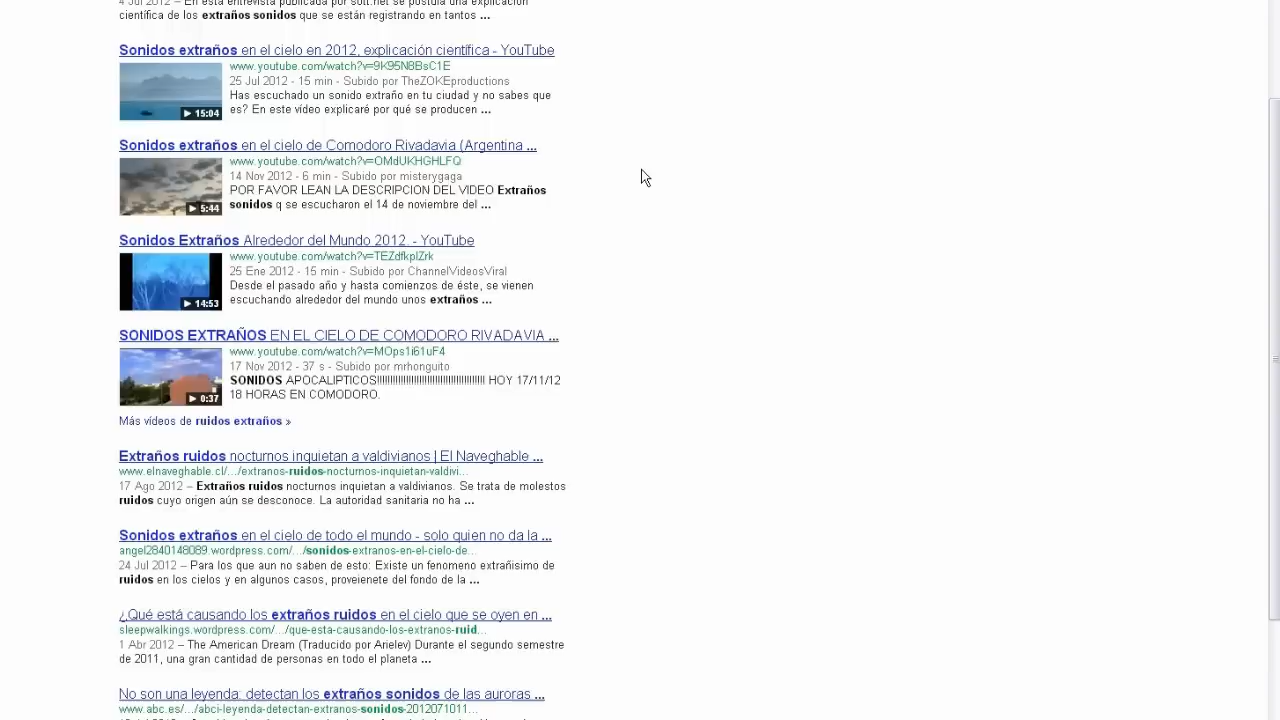 4 Jul 2012 – En esta entrevista publicada por sott.net se postula una explicación
científica de los extraños sonidos que se están registrando en tantos ...
Sonidos extraños en el cielo en 2012, explicación científica - YouTube
www.youtube.com/watch?v=9K95N8BsC1E
25 Jul 2012 - 15 min - Subido por TheZOKEproductions
Has escuchado un sonido extraño en tu ciudad y no sabes que
es? En este vídeo explicaré por qué se producen ...
15:04
Sonidos extraños en el cielo de Comodoro Rivadavia (Argentina ...
www.youtube.com/watch?v=OMdUKHGHLFQ
14 Nov 2012 - 6 min - Subido por misterygaga
POR FAVOR LEAN LA DESCRIPCION DEL VIDEO Extraños
sonidos q se escucharon el 14 de noviembre del ...
5:44
Sonidos Extraños Alrededor del Mundo 2012. - YouTube
www.youtube.com/watch?v=TEZdfkplZrk
25 Ene 2012 - 15 min - Subido por ChannelVideosViral
Desde el pasado año y hasta comienzos de éste, se vienen
escuchando alrededor del mundo unos extraños ...
14:53
SONIDOS EXTRAÑOS EN EL CIELO DE COMODORO RIVADAVIA ...
www.youtube.com/watch?v=MOps1i61uF4
17 Nov 2012 - 37 s - Subido por mrhonguito
SONIDOS APOCALIPTICOS!!!!!!!!!!!!!!!!!!!!!!!!!!!!!!!!!!!!!!! HOY 17/11/12
18 HORAS EN COMODORO.
0:37
Más vídeos de ruidos extraños »
Extraños ruidos nocturnos inquietan a valdivianos | El Naveghable ...
www.elnaveghable.cl/.../extranos-ruidos-nocturnos-inquietan-valdivi...
17 Ago 2012 – Extraños ruidos nocturnos inquietan a valdivianos. Se trata de molestos
ruidos cuyo origen aún se desconoce. La autoridad sanitaria no ha ...
Sonidos extraños en el cielo de todo el mundo - solo quien no da la ...
angel2840148089.wordpress.com/.../sonidos-extranos-en-el-cielo-de...
24 Jul 2012 – Para los que aun no saben de esto: Existe un fenomeno extrañisimo de
ruidos en los cielos y en algunos casos, proveienete del fondo de la ...
¿Qué está causando los extraños ruidos en el cielo que se oyen en ...
sleepwalkings.wordpress.com/.../que-esta-causando-los-extranos-ruid...
1 Abr 2012 – The American Dream (Traducido por Arielev) Durante el segundo semestre
de 2011, una gran cantidad de personas en todo el planeta ...
No son una leyenda: detectan los extraños sonidos de las auroras ...
www.abc.es/.../abci-leyenda-detectan-extranos-sonidos-2012071011...